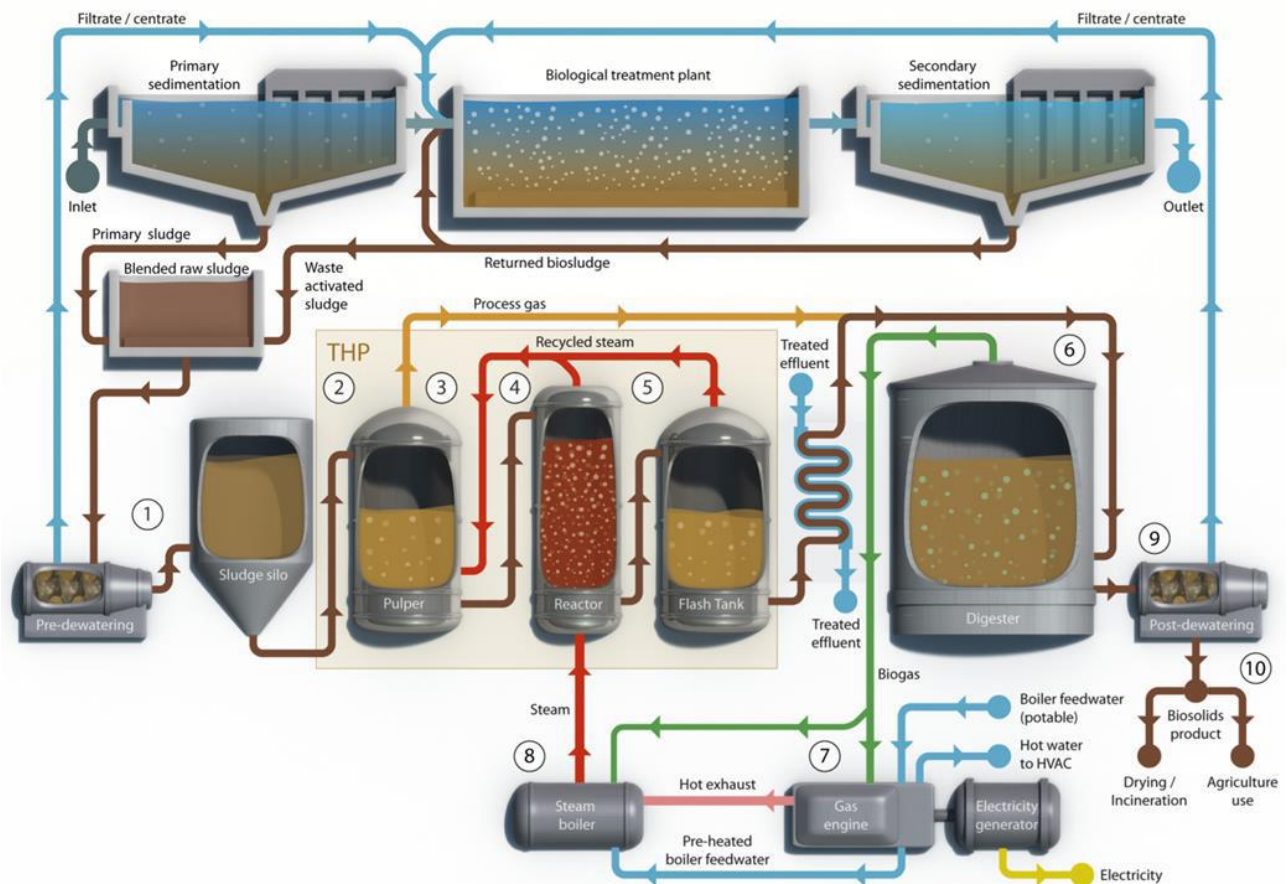 Filtrate / centrate
Filtrate / centrate
Primary
sedimentation
Biological treatment plant
Secondary
sedimentation
Inlet
Outlet
Primary sludge
Blended raw sludge
Waste
activated
sludge
Returned biosludge
Process gas
THP
Recycled steam
Treated
effluent
2
3
4
5
6
1
Sludge silo
Pre-dewatering
Pulper
Reactor
Flash Tank
Treated
effluent
Digester
9
Post-dewatering
10
Biosolids
product
Drying /
Incineration
Agriculture
use
Biogas
Steam
Boiler feedwater
(potable)
Hot water
to HVAC
8
7
Steam
boiler
Hot exhaust
Gas
engine
Electricity
generator
Pre-heated
boiler feedwater
Electricity